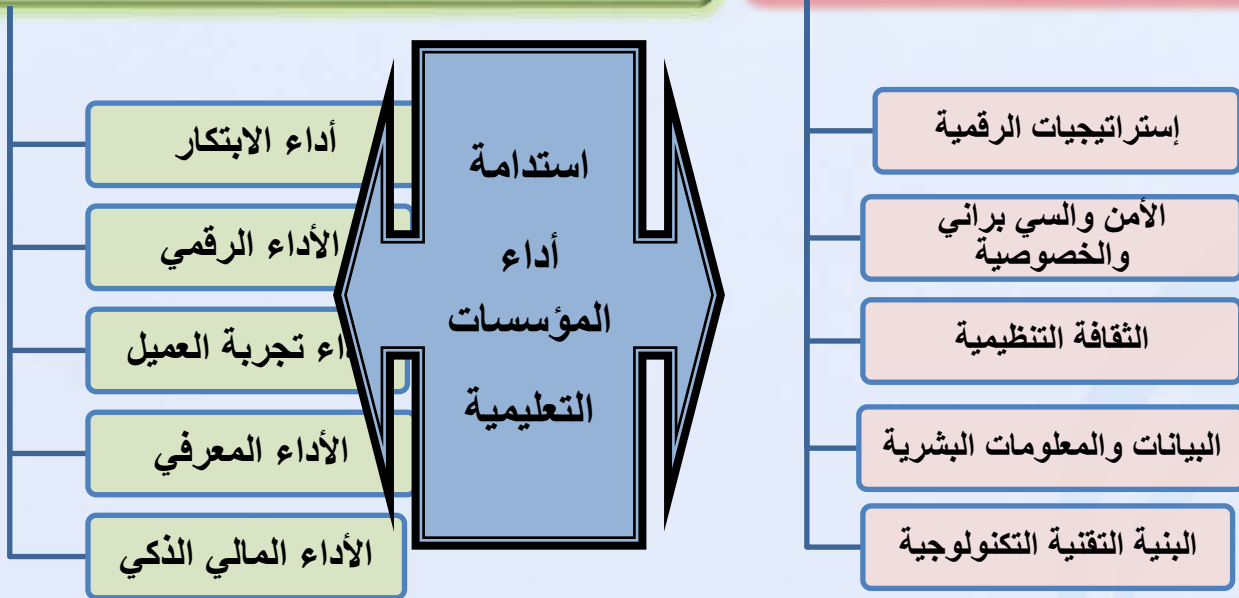 إستراتيجيات الرقمية
الأمن والسي براني
والخصوصية
الثقافة التنظيمية
البيانات والمعلومات البشرية
البنية التقنية التكنولوجية
استدامة
أداء
المؤسسات
التعليمية
أداء الابتكار
الأداء الرقمي
اء تجربة العميل
الأداء المعرفي
الأداء المالي الذكي